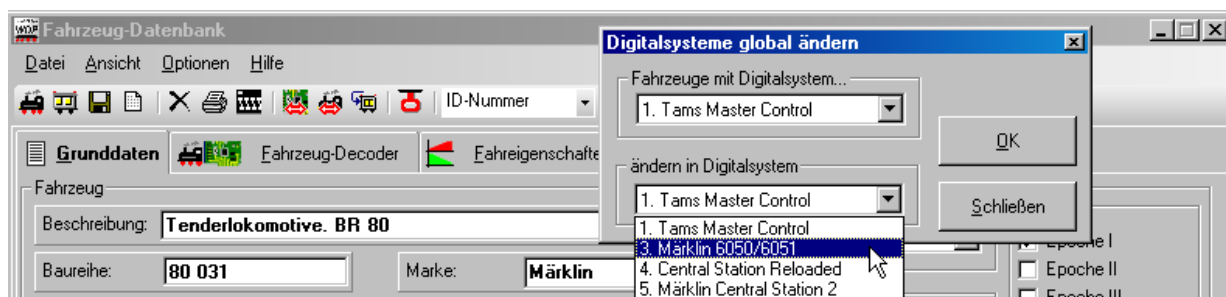 Fahrzeug-Datenbank
Datei Ansicht Optionen Hilfe
ID-Nummer
Grunddaten Fahrzeug-Decoder Fahreigenschafte
Fahrzeug
Beschreibung: Tenderlokomotive. BR 80
Baureihe: 80 031 Marke: Märklin
Digitalsysteme global ändern
Fahrzeuge mit Digitalsystem...
1. Tams Master Control
OK
ändern in Digitalsystem
1. Tams Master Control
Schließen
1. Tams Master Control
3. Märklin 6050/6051
4. Central Station Reloaded
5. Märklin Central Station 2
Epoche I
Epoche II
Epoche III